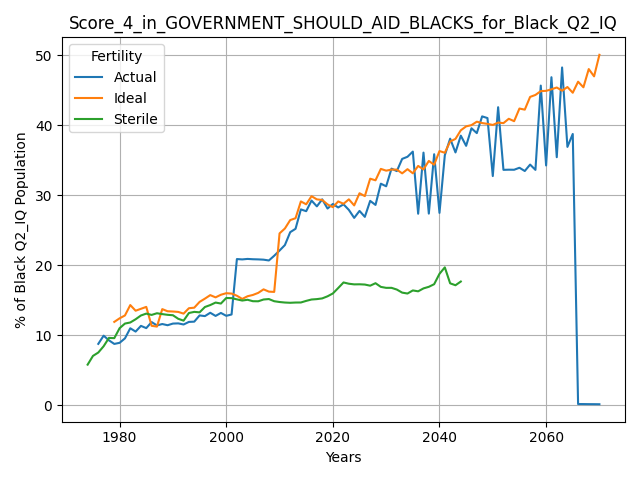 Score_4_in_GOVERNMENT_SHOULD_AID_BLACKS_for_Black_Q2_IQ
Fertility
Actual
Ideal
Sterile
% of Black Q2_IQ Population
50
40
30
20
10
0
1980 2000 2020 2040 2060
Years